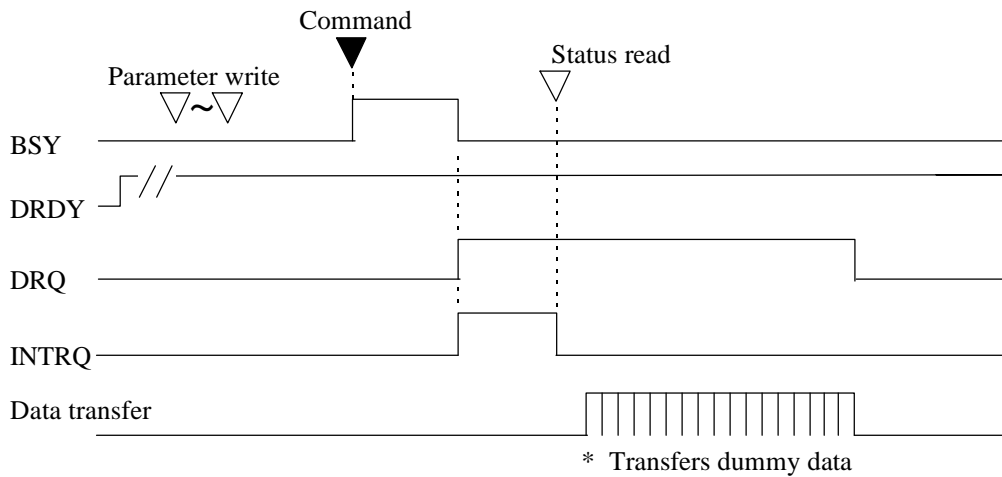 Command
Status read
Parameter write
~
BSY
DRDY
DRQ
INTRQ
Data transfer
* Transfers dummy data